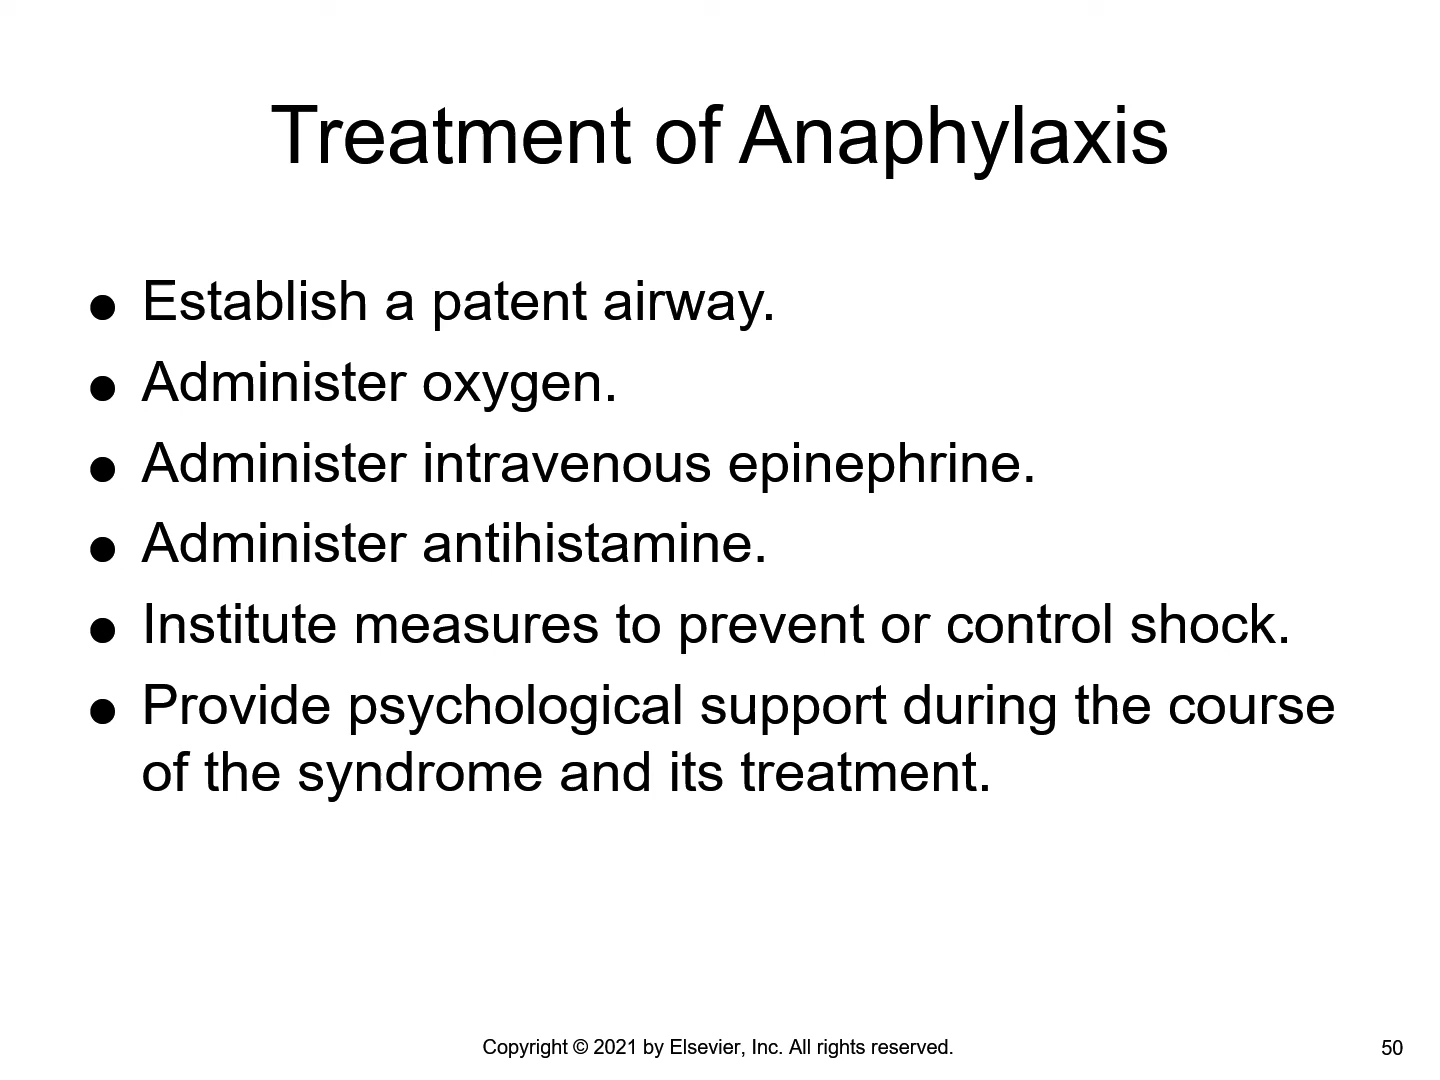 Treatment of Anaphylaxis
● Establish a patent airway.
● Administer oxygen.
● Administer intravenous epinephrine.
● Administer antihistamine.
● Institute measures to prevent or control shock.
● Provide psychological support during the course
of the syndrome and its treatment.
Copyright © 2021 by Elsevier, Inc. All rights reserved.
50